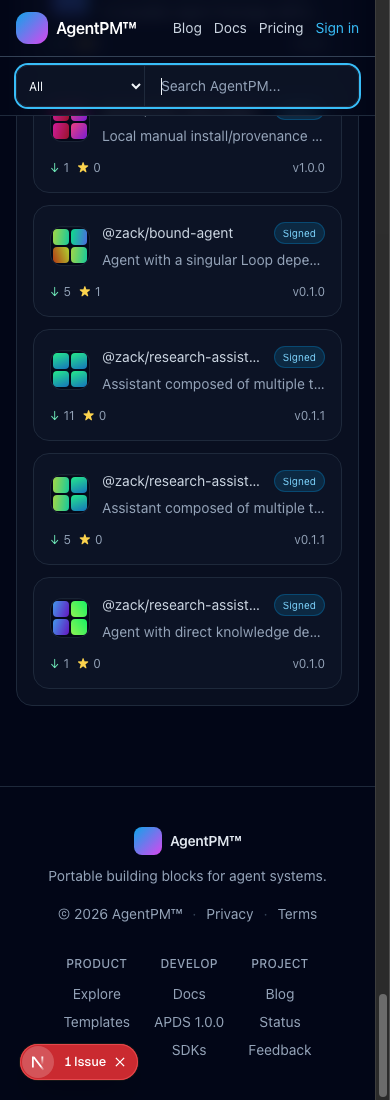 AgentPM™ Blog Docs Pricing Sign in
All Search AgentPM...
Local manual install/provenance ...
↓ 1 ★ 0 v1.0.0
@zack/bound-agent Signed
Agent with a singular Loop depe...
↓ 5 ★ 1 v0.1.0
@zack/research-assist... Signed
Assistant composed of multiple t...
↓ 11 ★ 0 v0.1.1
@zack/research-assist... Signed
Assistant composed of multiple t...
↓ 5 ★ 0 v0.1.1
@zack/research-assist... Signed
Agent with direct knolwledge de...
↓ 1 ★ 0 v0.1.0
AgentPM™
Portable building blocks for agent systems.
© 2026 AgentPM™ · Privacy · Terms
PRODUCT DEVELOP PROJECT
Explore Docs Blog
Templates APDS 1.0.0 Status
SDKs Feedback
N 1 Issue ×